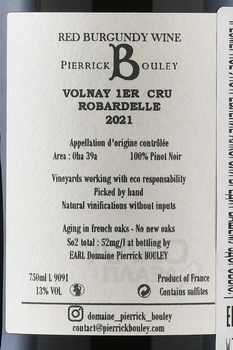 RED BURGUNDY WINE
PIERRICK B BOULEY
VOLNAY 1ER CRU
ROBARDELLE
2021
Appellation d'origine contrôlée
Area : 0ha 39a 100% Pinot Noir
Vineyards working with eco responsability
Picked by hand
Natural vinifications without inputs
Aging in french oaks - No new oaks
So2 total : 52mg/l at bottling by
EARL Domaine Pierrick BOULEY
750ml L 9091 Product of France
13% VOL Contains sulfites
domaine_pierrick_bouley
contact@pierrickbouley.com